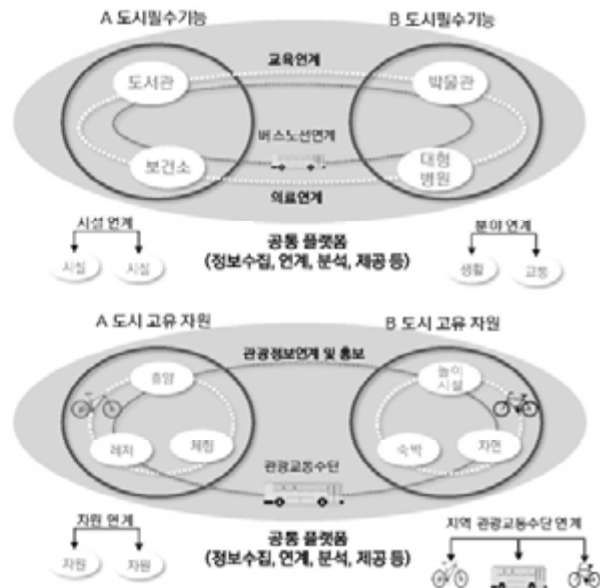 A 도시필수기능
B 도시필수기능
교육연계
도서관
박물관
버스노선연계
보건소
대형
병원
의료연계
시설 연계
시설
시설
공통 플랫폼
(정보수집, 연계, 분석, 제공 등)
분야 연계
생활
교통
A 도시 고유 자원
B 도시 고유 자원
관광정보연계 및 홍보
휴양
놀이
시설
레저
체험
숙박
자연
관광교통수단
자원 연계
자원
자원
공통 플랫폼
(정보수집, 연계, 분석, 제공 등)
지역 관광교통수단 연계